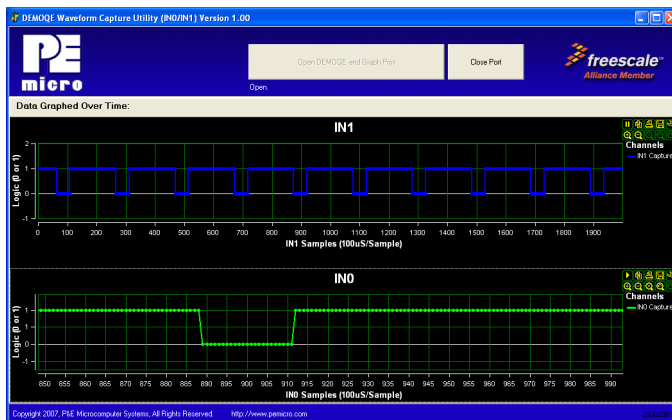 DEMOQE Waveform Capture Utility (IN0/IN1) Version 1.00
PE
micro
Open DEMOQE and Graph Pins
Close Port
Open.
freescale™
Alliance Member
Data Graphed Over Time:
IN1
Channels
IN1 Capture
Logic (0 or 1)
2
1
0
-1
0 100 200 300 400 500 600 700 800 900 1000 1100 1200 1300 1400 1500 1600 1700 1800 1900
IN1 Samples (100uS/Sample)
IN0
Channels
IN0 Capture
Logic (0 or 1)
1
1
0
-1
850 855 860 865 870 875 880 885 890 895 900 905 910 915 920 925 930 935 940 945 950 955 960 965 970 975 980 985 990
IN0 Samples (100uS/Sample)
Copyright 2007, P&E Microcomputer Systems, All Rights Reserved.
http://www.pemicro.com